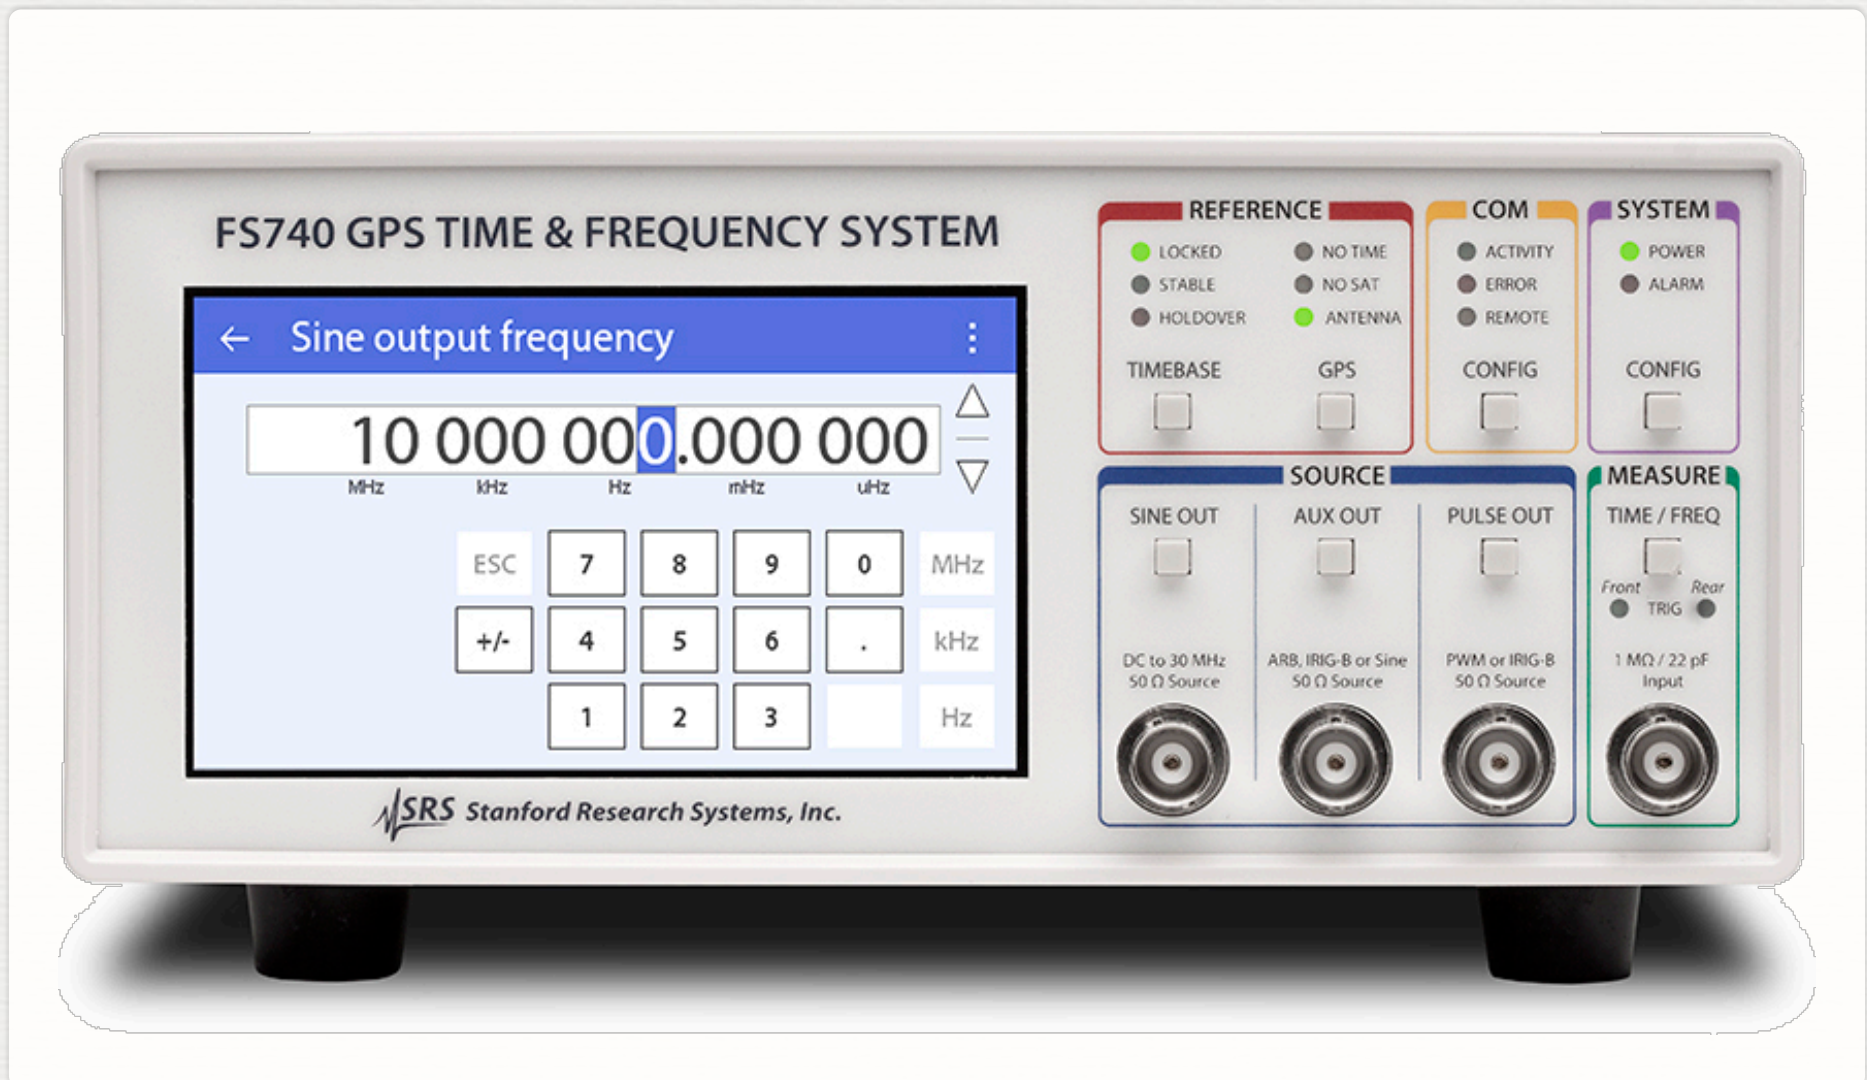 FS740 GPS TIME & FREQUENCY SYSTEM
← Sine output frequency
10 000 000.000 000
MHz kHz Hz mHz uHz
ESC 7 8 9 0 MHz
+/- 4 5 6 . kHz
1 2 3 Hz
SRS Stanford Research Systems, Inc.
REFERENCE
LOCKED NO TIME
STABLE NO SAT
HOLDOVER ANTENNA
TIMEBASE GPS
COM
ACTIVITY
ERROR
REMOTE
CONFIG
SYSTEM
POWER
ALARM
CONFIG
SOURCE
SINE OUT AUX OUT PULSE OUT
DC to 30 MHz ARB, IRIG-B or Sine PWM or IRIG-B
50 Ω Source 50 Ω Source 50 Ω Source
MEASURE
TIME / FREQ
Front Rear
TRIG
1 MΩ / 22 pF
Input